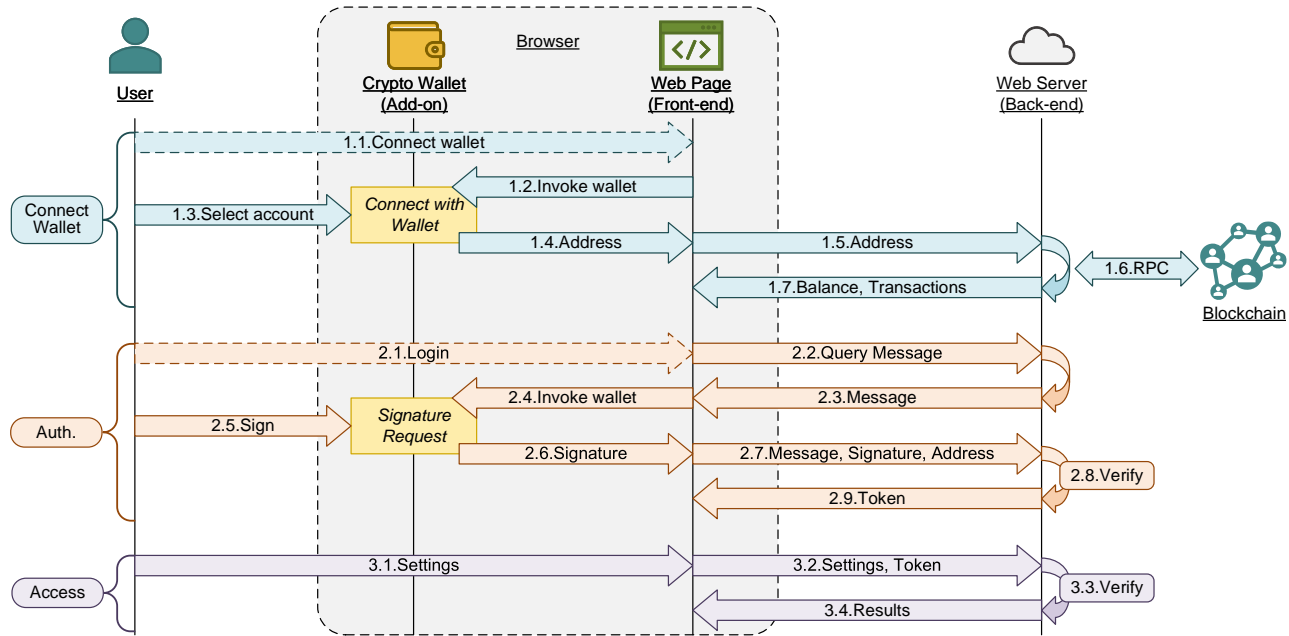 Browser
User
Crypto Wallet
(Add-on)
</>
Web Page
(Front-end)
Web Server
(Back-end)
Connect
Wallet
1.1.Connect wallet
1.2.Invoke wallet
Connect with
Wallet
1.3.Select account
1.4.Address
1.5.Address
1.6.RPC
1.7.Balance, Transactions
Blockchain
Auth.
2.1.Login
2.2.Query Message
2.3.Message
2.4.Invoke wallet
Signature
Request
2.5.Sign
2.6.Signature
2.7.Message, Signature, Address
2.8.Verify
2.9.Token
Access
3.1.Settings
3.2.Settings, Token
3.3.Verify
3.4.Results